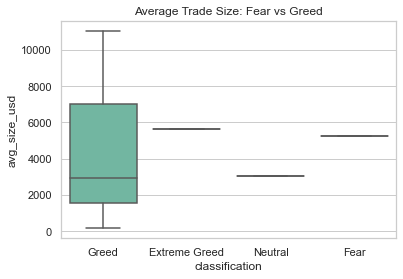 Average Trade Size: Fear vs Greed
avg_size_usd
10000
8000
6000
4000
2000
0
Greed Extreme Greed Neutral Fear
classification